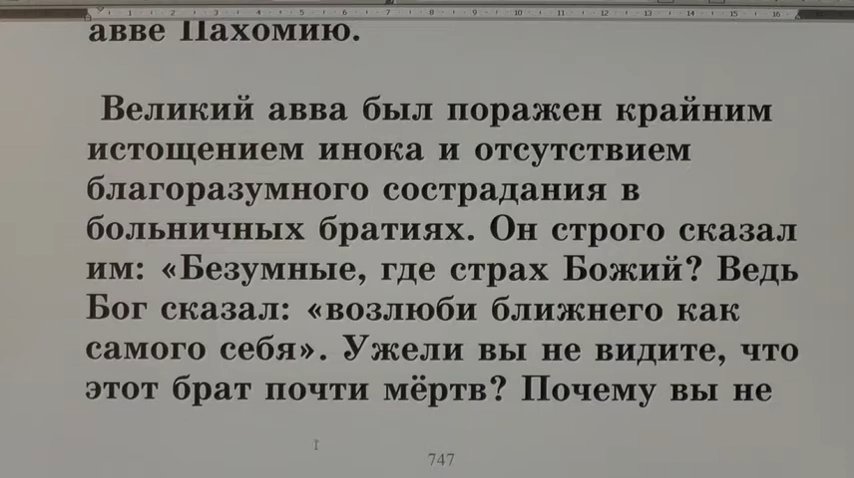 авве Пахомию.
Великий авва был поражен крайним
истощением инока и отсутствием
благоразумного сострадания в
больничных братиях. Он строго сказал
им: «Безумные, где страх Божий? Ведь
Бог сказал: «возлюби ближнего как
самого себя». Ужели вы не видите, что
этот брат почти мёртв? Почему вы не
747